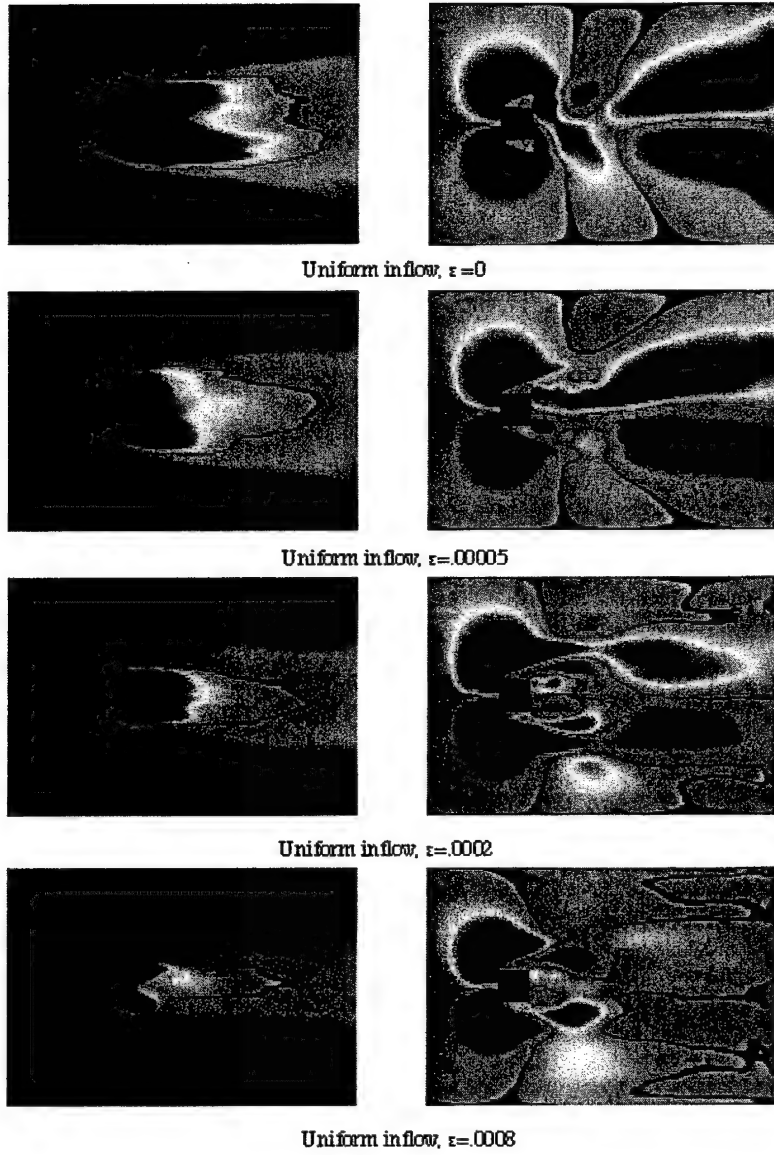 Uniform inflow, ε=0
Uniform inflow, ε=.00005
Uniform inflow, ε=.0002
Uniform inflow, ε=.0008